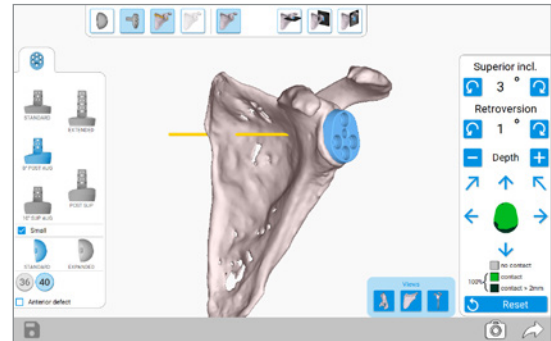 STANDARD
EXTENDED
8° POST AUG
POST SUP
10° SUP AUG
Small
STANDARD
EXPANDED
36
40
Anterior defect
Views
Superior incl.
3 °
Retroversion
1 °
Depth
no contact
100%
contact
contact > 2mm
Reset